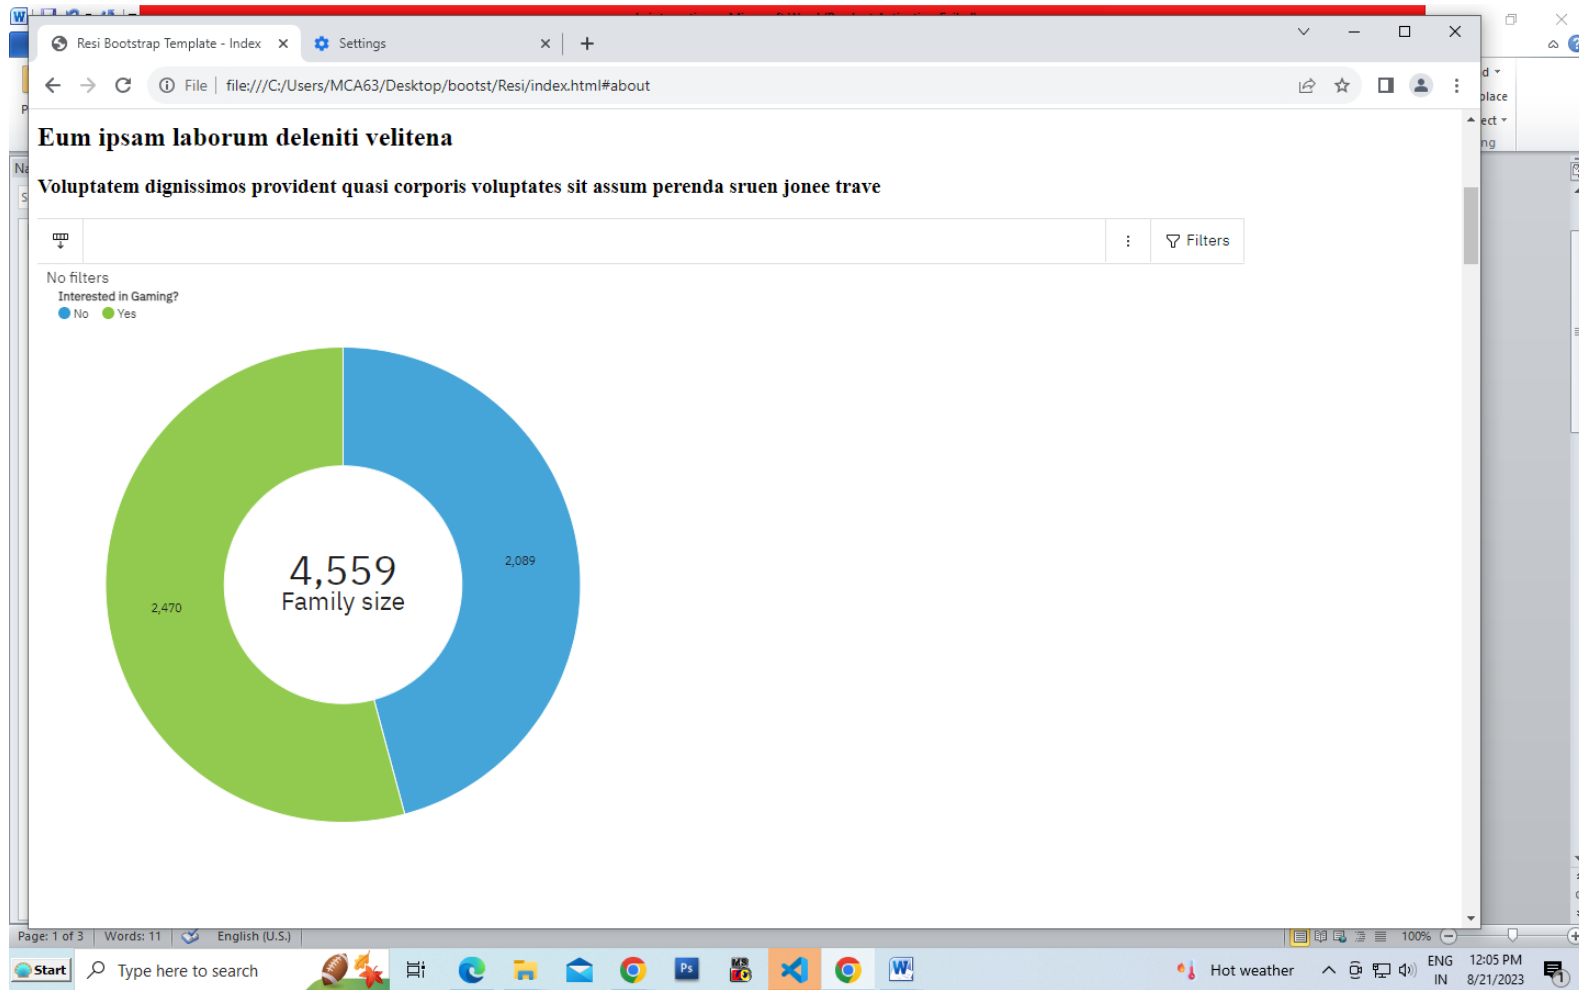 Resi Bootstrap Template - Index
Settings
File
file:///C:/Users/MCA63/Desktop/bootst/Resi/index.html#about
Eum ipsam laborum deleniti velitena
Voluptatem dignissimos provident quasi corporis voluptates sit assum perenda sruen jonee trave
Filters
No filters
Interested in Gaming?
No Yes
4,559
Family size
2,089
2,470
Page: 1 of 3 Words: 11 English (U.S.) 100%
Start Type here to search Ps Hot weather
ENG 12:05 PM
IN 8/21/2023
1